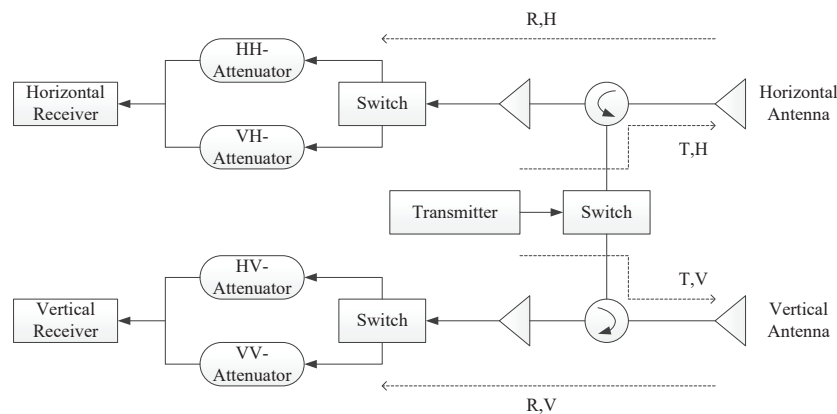 R,H
HH-
Attenuator
Horizontal
Receiver
Switch
Horizontal
Antenna
VH-
Attenuator
T,H
Transmitter
Switch
HV-
Attenuator
T,V
Vertical
Receiver
Switch
Vertical
Antenna
VV-
Attenuator
R,V